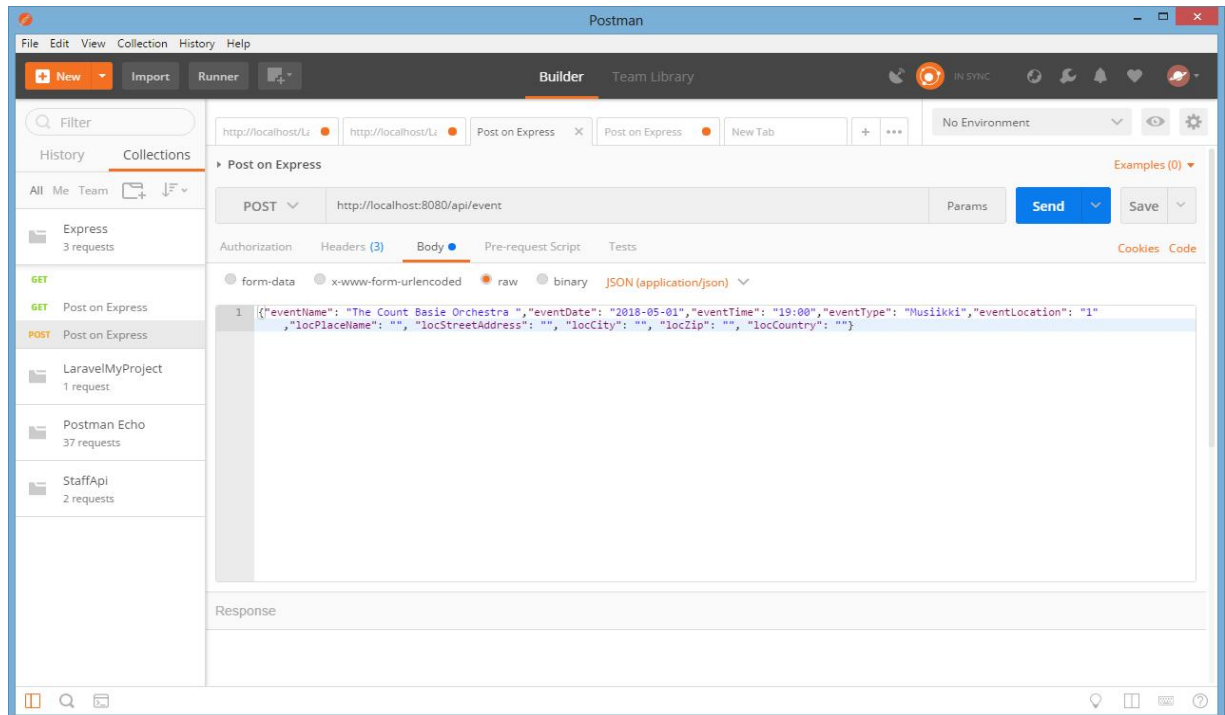 Postman
File Edit View Collection History Help
New Import Runner Builder Team Library IN SYNC
Filter
History Collections
All Me Team
Express
3 requests
GET
GET Post on Express
POST Post on Express
LaravelMyProject
1 request
Postman Echo
37 requests
StaffApi
2 requests
http://localhost/La http://localhost/La Post on Express Post on Express New Tab + No Environment
Post on Express Examples (0)
POST http://localhost:8080/api/event Params Send Save
Authorization Headers (3) Body Pre-request Script Tests Cookies Code
form-data x-www-form-urlencoded raw binary JSON (application/json)
1 {"eventName": "The Count Basie Orchestra ","eventDate": "2018-05-01","eventTime": "19:00","eventType": "Musiikki","eventLocation": "1"
,"locPlaceName": "", "locStreetAddress": "", "locCity": "", "locZip": "", "locCountry": ""}
Response